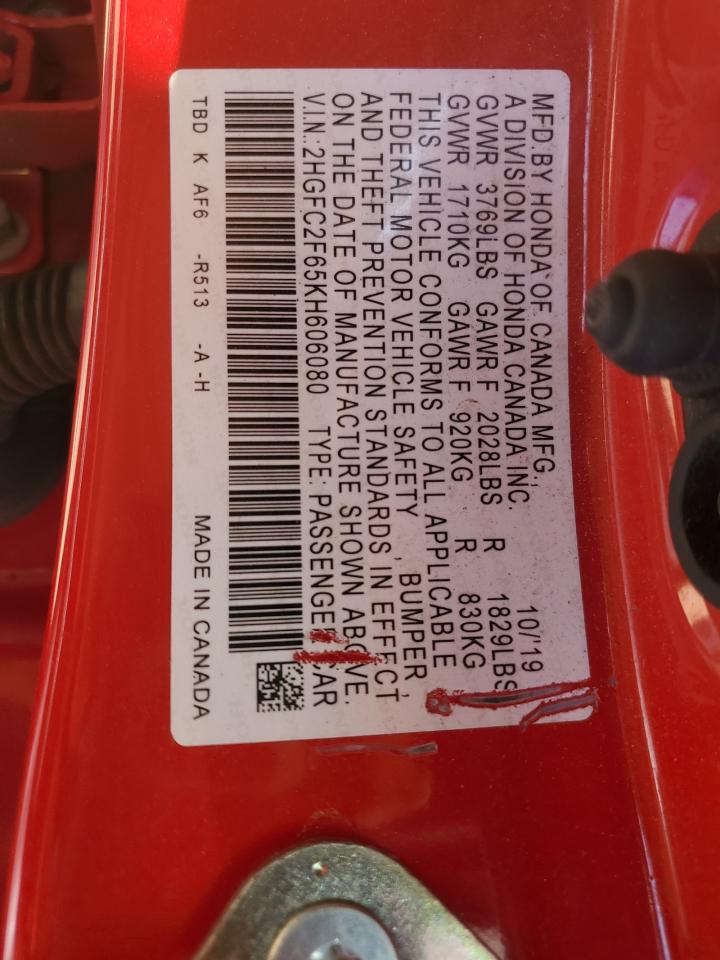 MFD.BY HONDA OF CANADA MFG.,
A DIVISION OF HONDA CANADA INC. 10/19
GVWR 3769LBS GAWR F 2028LBS R 1829LBS
GVWR 1710KG GAWR F 920KG R 830KG
THIS VEHICLE CONFORMS TO ALL APPLICABLE
FEDERAL MOTOR VEHICLE SAFETY , BUMPER ,
AND THEFT PREVENTION STANDARDS IN EFFECT
ON THE DATE OF MANUFACTURE SHOWN ABOVE.
V.I.N.:2HGFC2F65KH606080 TYPE: PASSENGER CAR
TBD K AF6 -R513 -A -H MADE IN CANADA